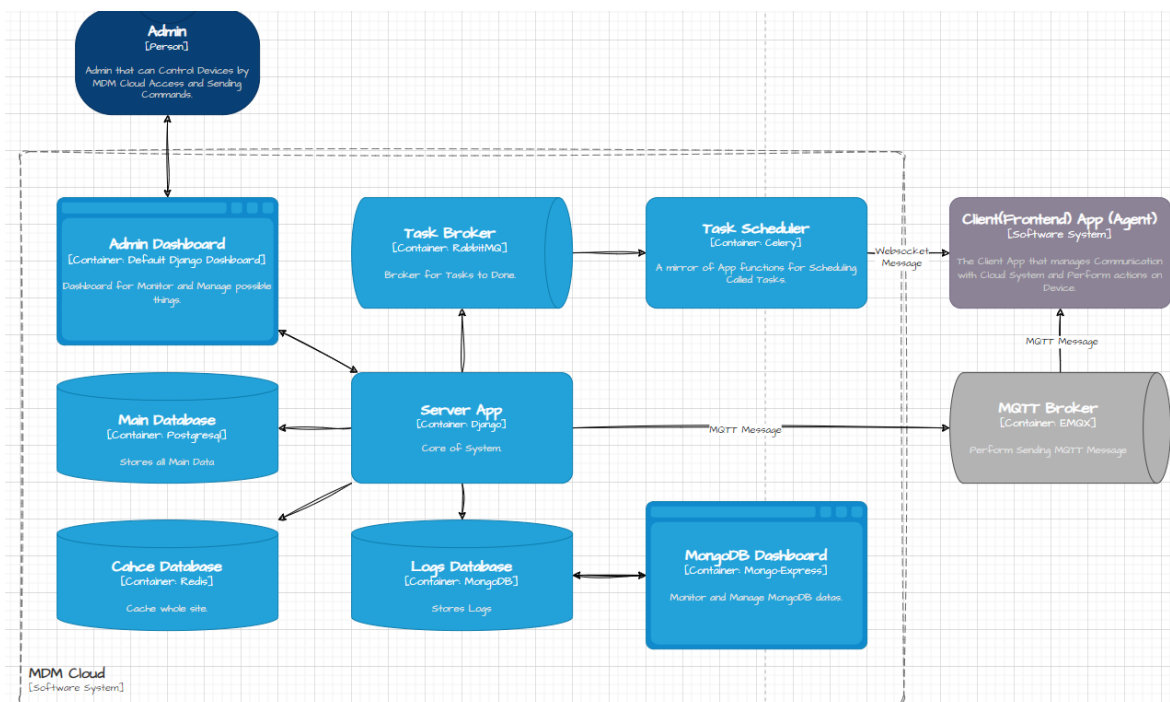 Admin
[Person]
Admin that can Control Devices by
MDM Cloud Access and Sending
Commands.
Admin Dashboard
[Container: Default Django Dashboard]
Dashboard for Monitor and Manage possible
things.
Task Broker
[Container: RabbitMQ]
Broker for Tasks to Done.
Task Scheduler
[Container: Celery]
A mirror of App functions for Scheduling
Called Tasks.
Websocket
Message
Client(Frontend) App (Agent)
[Software System]
The Client App that manages Communication
with Cloud System and Perform actions on
Device.
MQTT Message
Main Database
[Container: Postgresql]
Stores all Main Data
Server App
[Container: Django]
Core of System.
MQTT Message
MQTT Broker
[Container: EMQX]
Perform Sending MQTT Message
Cahce Database
[Container: Redis]
Cache whole site.
Logs Database
[Container: MongoDB]
Stores Logs
MongoDB Dashboard
[Container: Mongo-Express]
Monitor and Manage MongoDB datas.
MDM Cloud
[Software System]